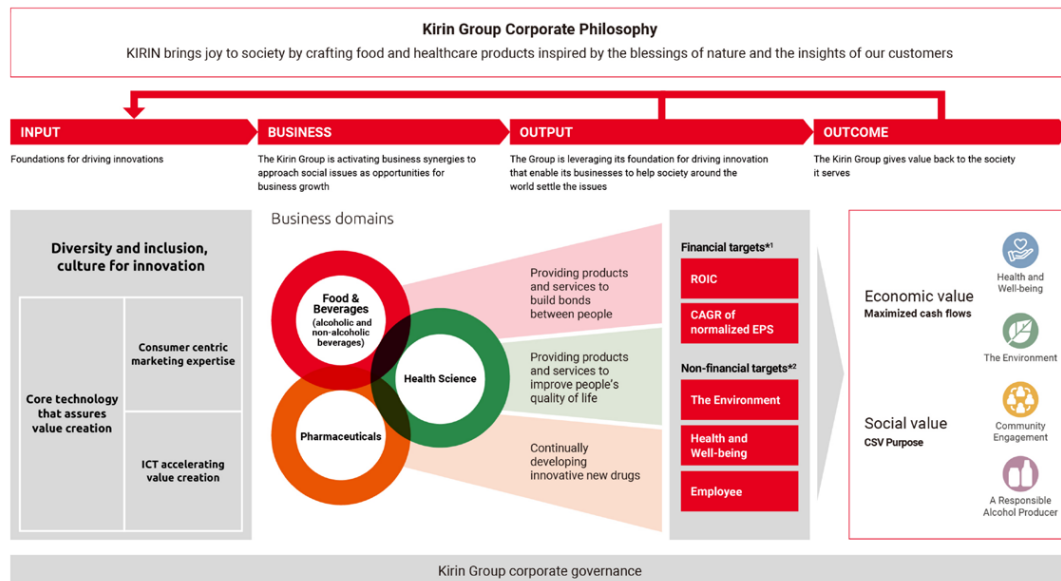 Kirin Group Corporate Philosophy
KIRIN brings joy to society by crafting food and healthcare products inspired by the blessings of nature and the insights of our customers
INPUT
BUSINESS
OUTPUT
OUTCOME
Foundations for driving innovations
The Kirin Group is activating business synergies to
approach social issues as opportunities for
business growth
The Group is leveraging its foundation for driving innovation
that enable its businesses to help society around the
world settle the issues
The Kirin Group gives value back to the society
it serves
Diversity and inclusion,
culture for innovation
Core technology
that assures
value creation
Consumer centric
marketing expertise
ICT accelerating
value creation
Business domains
Food &
Beverages
(alcoholic and
non-alcoholic
beverages)
Health Science
Pharmaceuticals
Providing products
and services to
build bonds
between people
Providing products
and services to
improve people's
quality of life
Continually
developing
innovative new drugs
Financial targets*1
ROIC
CAGR of
normalized EPS
Non-financial targets*2
The Environment
Health and
Well-being
Employee
Economic value
Maximized cash flows
Social value
CSV Purpose
Health and
Well-being
The Environment
Community
Engagement
A Responsible
Alcohol Producer
Kirin Group corporate governance